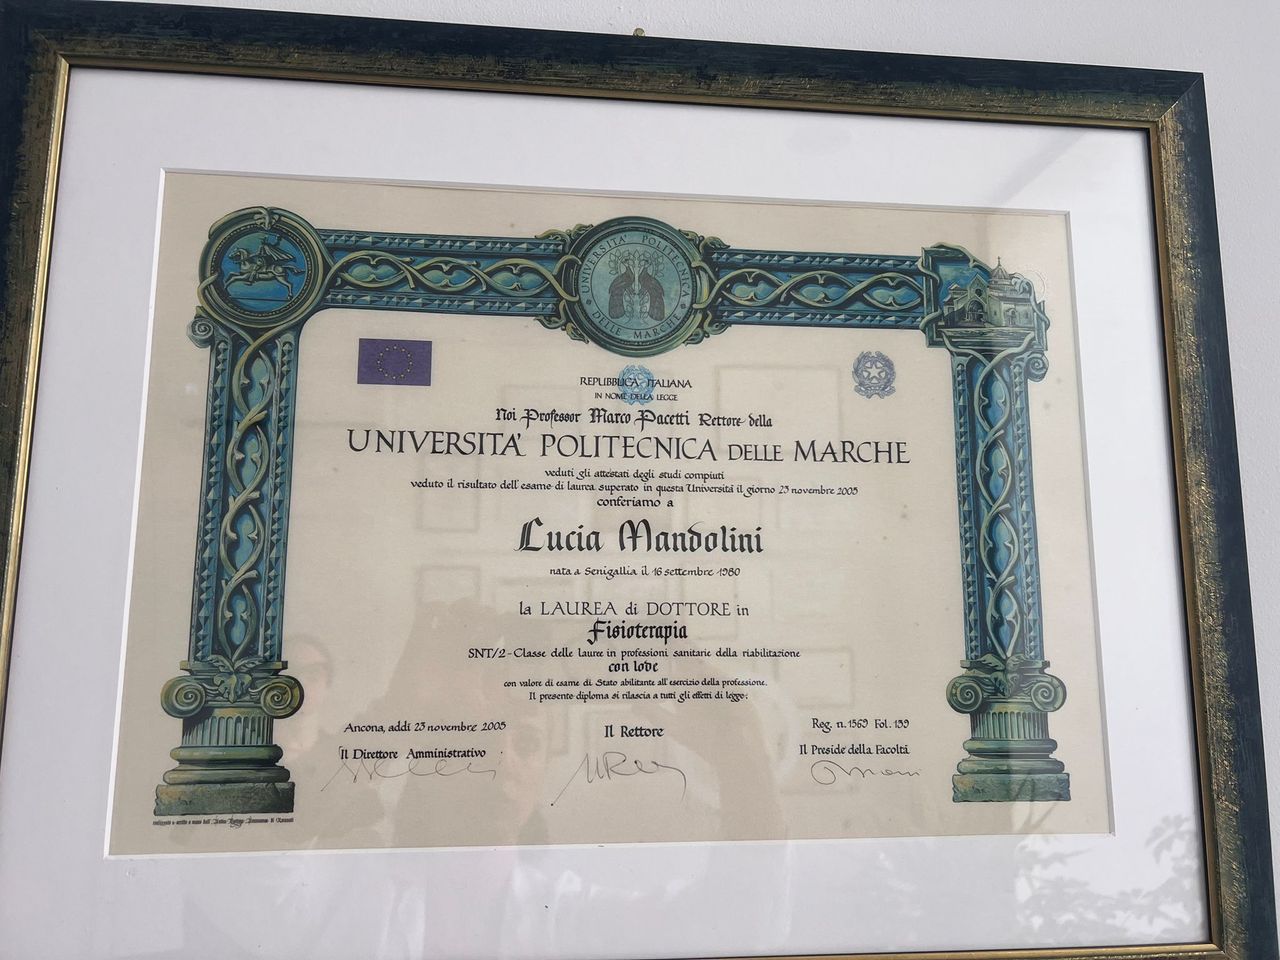 UNIVERSITA' POLITECNICA
DELLE MARCHE
REPUBBLICA ITALIANA
IN NOME DELLA LEGGE
Noi Professor Marco Pacetti Rettore della
UNIVERSITA' POLITECNICA DELLE MARCHE
veduti gli attestati degli studi compiuti
veduto il risultato dell'esame di laurea superato in questa Università il giorno 23 novembre 2005
conferiamo a
Lucia Mandolini
nata a Senigallia il 16 settembre 1980
la LAUREA di DOTTORE in
Fisioterapia
SNT/2-Classe delle lauree in professioni sanitarie della riabilitazione
con lode
con valore di esame di Stato abilitante all'esercizio della professione.
Il presente diploma si rilascia a tutti gli effetti di legge.
Ancona, addì 23 novembre 2005
Il Rettore
Reg. n. 1569 Fol. 159
Il Direttore Amministrativo
Il Preside della Facoltà